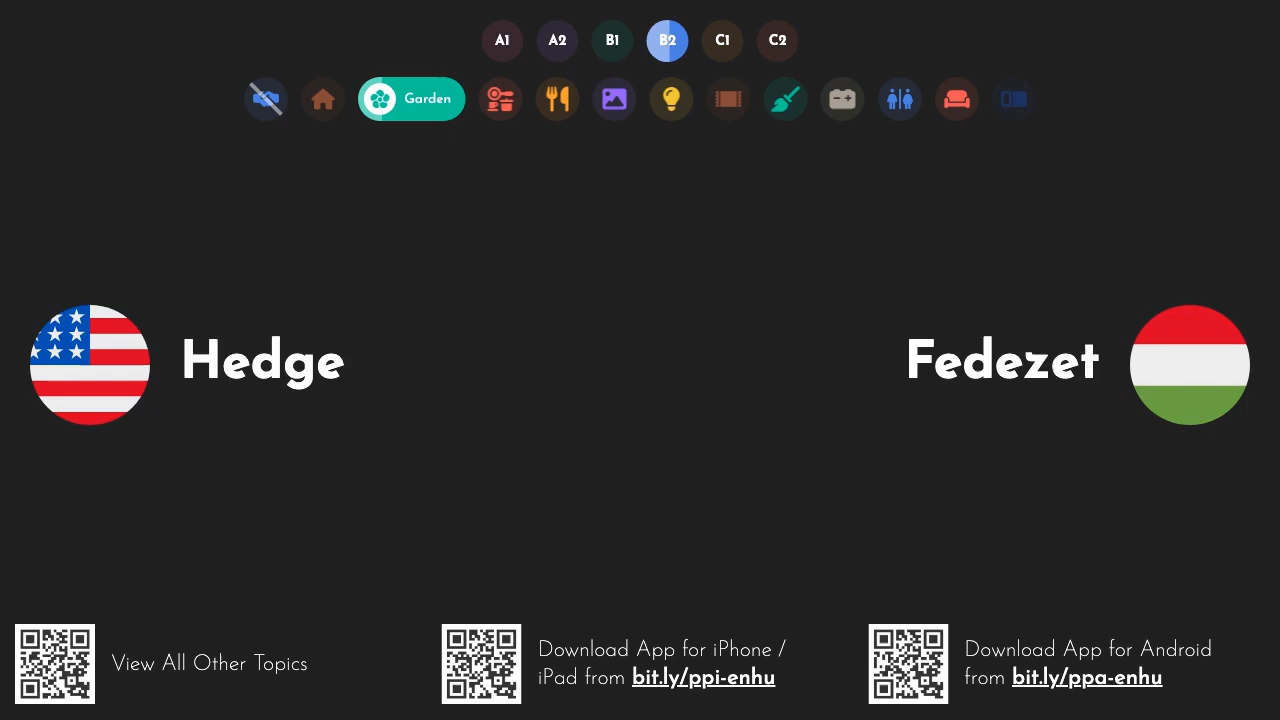 A1 A2 B1 B2 C1 C2
Garden
Hedge
Fedezet
View All Other Topics
Download App for iPhone /
iPad from bit.ly/ppi-enhu
Download App for Android
from bit.ly/ppa-enhu